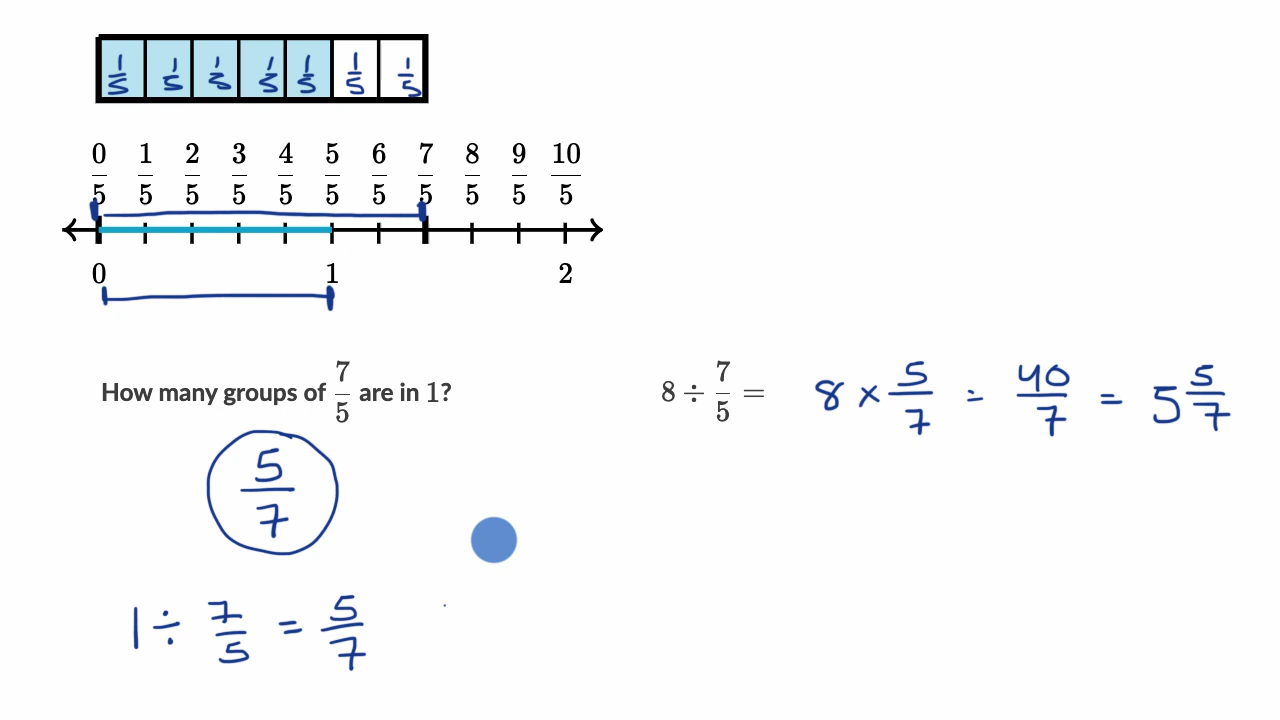 1/5 1/5 1/5 1/5 1/5 1/5 1/5
0/5 1/5 2/5 3/5 4/5 5/5 6/5 7/5 8/5 9/5 10/5
0 1 2
How many groups of 7/5 are in 1?
8 ÷ 7/5 = 8 × 5/7 = 40/7 = 5 5/7
5/7
1 ÷ 7/5 = 5/7